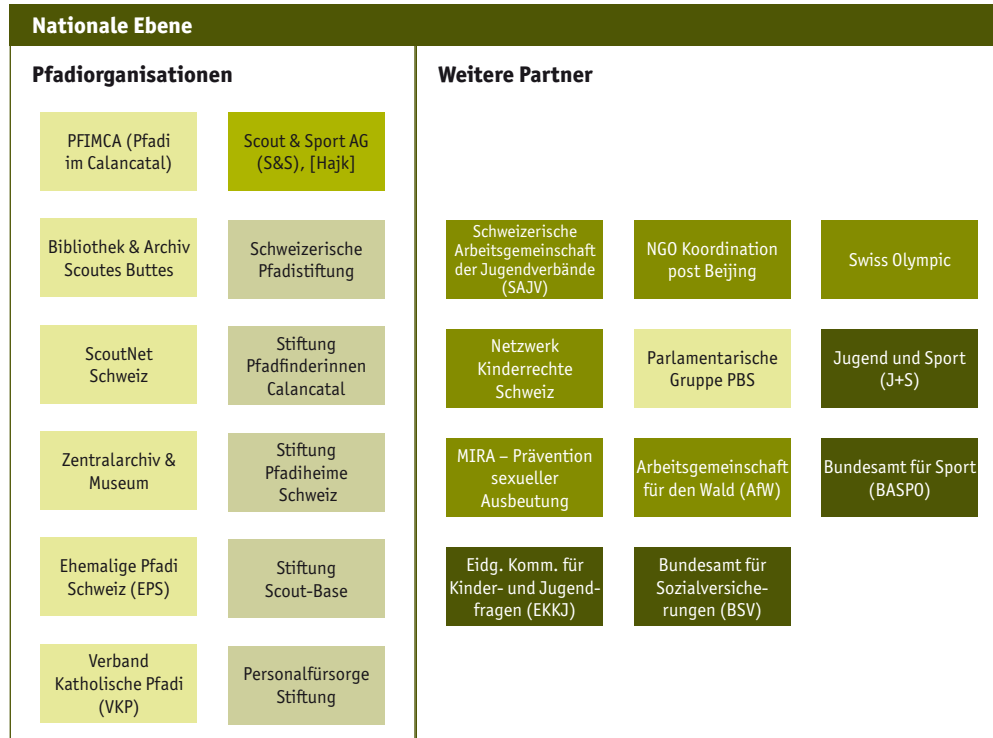 Nationale Ebene
Pfadiorganisationen
PFIMCA (Pfadi
im Calancatal)
Scout & Sport AG
(S&S), [Hajk]
Bibliothek & Archiv
Scoutes Buttes
Schweizerische
Pfadistiftung
ScoutNet
Schweiz
Stiftung
Pfadfinderinnen
Calancatal
Zentralarchiv &
Museum
Stiftung
Pfadiheime
Schweiz
Ehemalige Pfadi
Schweiz (EPS)
Stiftung
Scout-Base
Verband
Katholische Pfadi
(VKP)
Personalfürsorge
Stiftung
Weitere Partner
Schweizerische
Arbeitsgemeinschaft
der Jugendverbände
(SAJV)
NGO Koordination
post Beijing
Swiss Olympic
Netzwerk
Kinderrechte
Schweiz
Parlamentarische
Gruppe PBS
Jugend und Sport
(J+S)
MIRA – Prävention
sexueller
Ausbeutung
Arbeitsgemeinschaft
für den Wald (AfW)
Bundesamt für Sport
(BASPO)
Eidg. Komm. für
Kinder- und Jugend-
fragen (EKKJ)
Bundesamt für
Sozialversiche-
rungen (BSV)